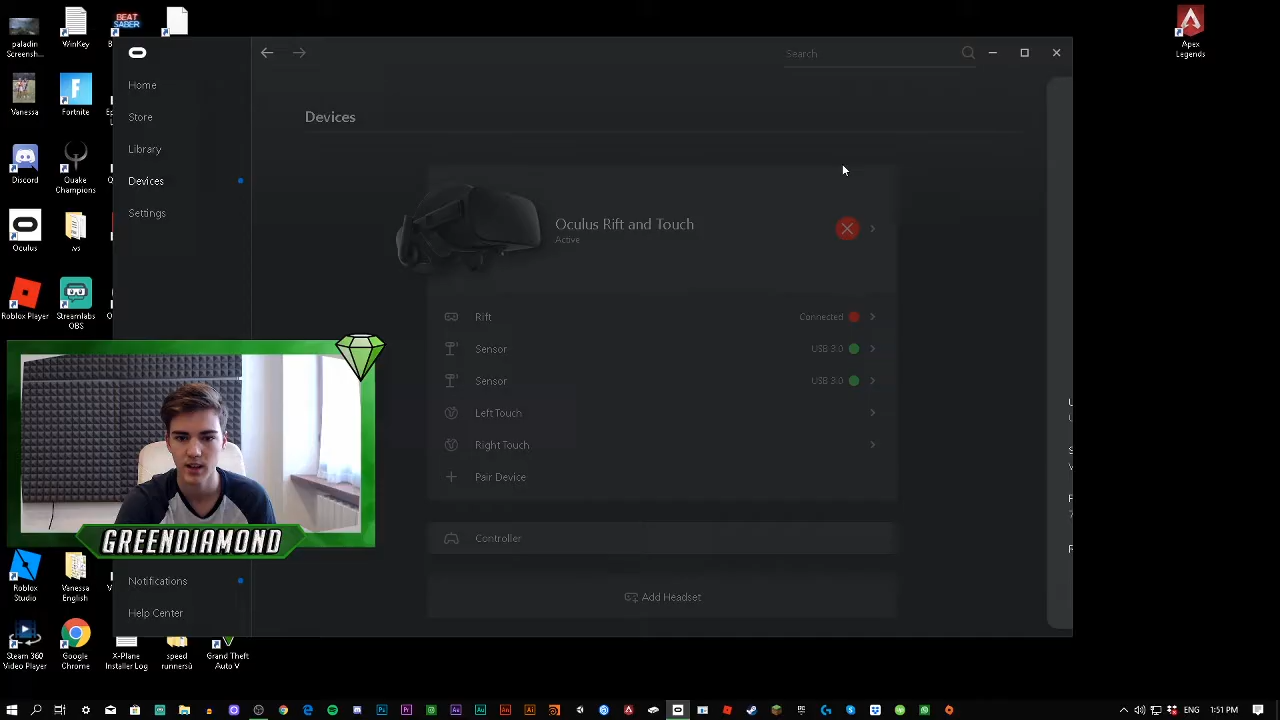 BEAT
SABER
paladin
Screensh...
WinKey
B
Apex
Legends
Search
Home
Store
Library
Devices
Settings
Devices
Vanessa
Fortnite
Discord
Quake
Champions
Oculus
.vs
Roblox Player
Streamlabs
OBS
Oculus Rift and Touch
Active
Rift
Connected
Sensor
USB 3.0
Sensor
USB 3.0
Left Touch
Right Touch
Pair Device
Controller
Add Headset
GREENDIAMOND
Notifications
Help Center
Roblox
Studio
Vanessa
English
Steam 360
Video Player
Google
Chrome
X-Plane
Installer Log
speed
runnersü
Grand Theft
Auto V
ENG
1:51 PM